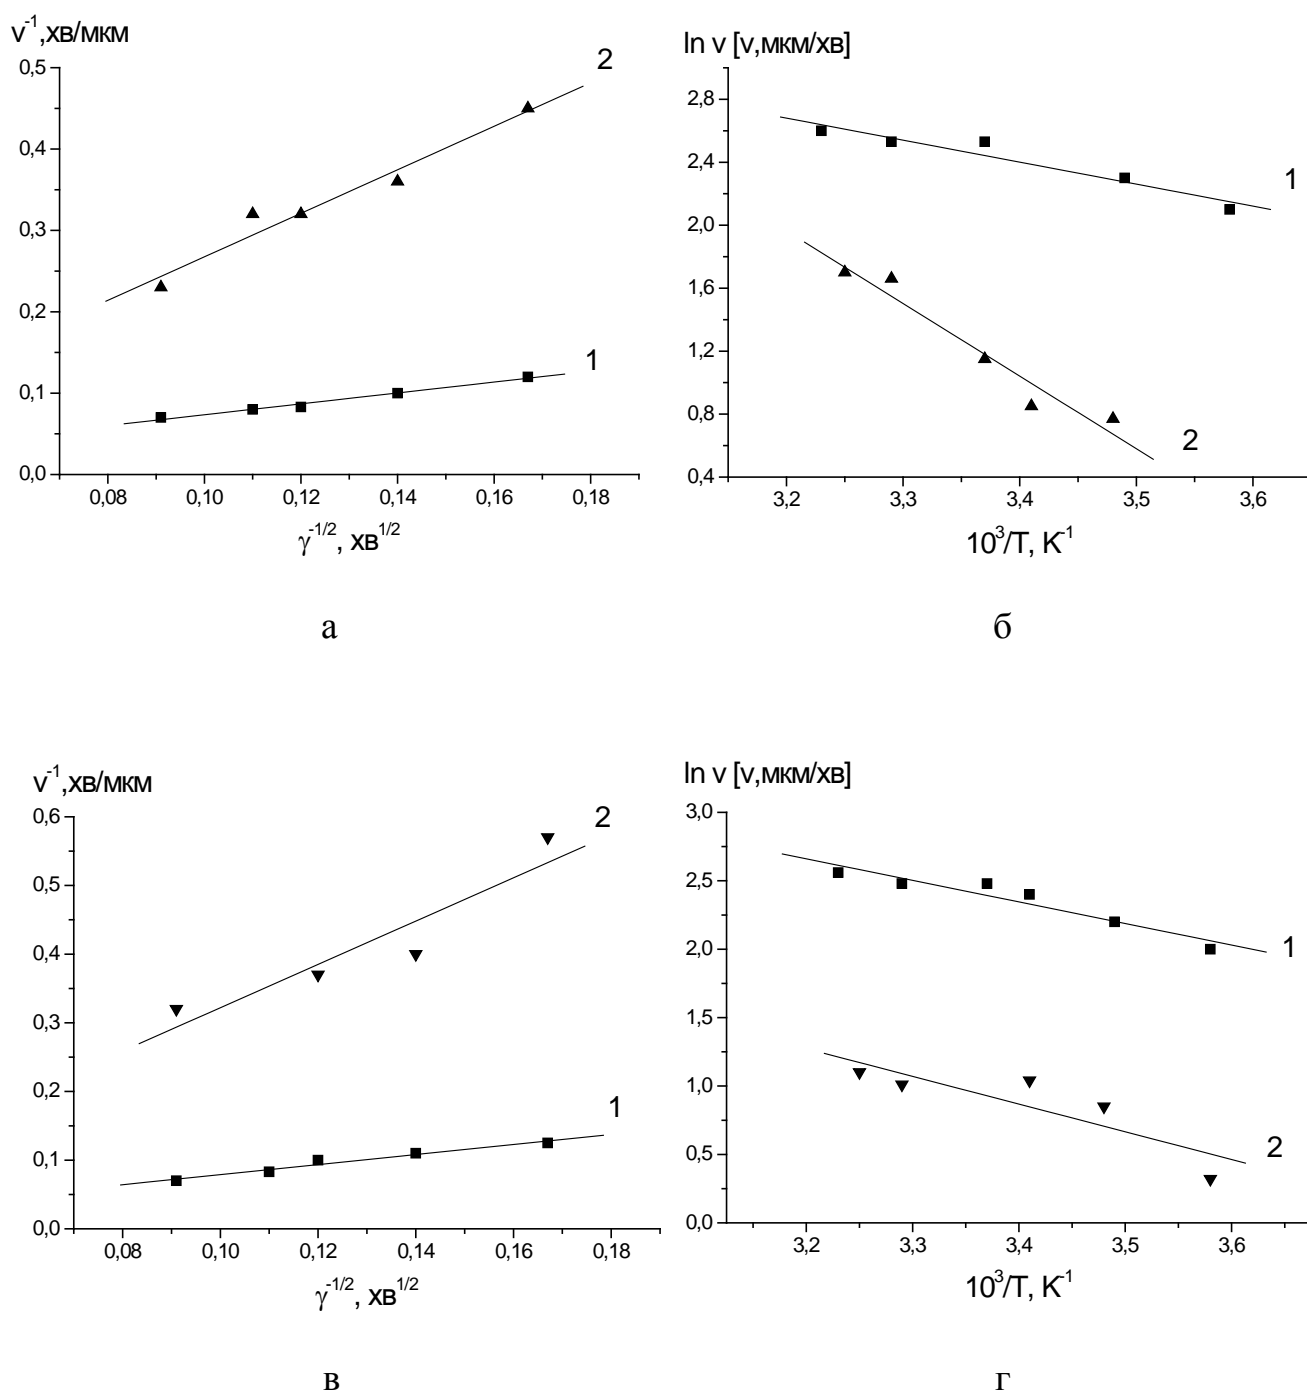 v⁻¹,хв/мкм
0,5
0,4
0,3
0,2
0,1
0,0
2
1
0,08 0,10 0,12 0,14 0,16 0,18
γ⁻¹/², хв¹/²
а
ln v [v,мкм/хв]
2,8
2,4
2,0
1,6
1,2
0,8
0,4
1
2
3,2 3,3 3,4 3,5 3,6
10³/T, K⁻¹
б
v⁻¹,хв/мкм
0,6
0,5
0,4
0,3
0,2
0,1
0,0
2
1
0,08 0,10 0,12 0,14 0,16 0,18
γ⁻¹/², хв¹/²
в
ln v [v,мкм/хв]
3,0
2,5
2,0
1,5
1,0
0,5
0,0
1
2
3,2 3,3 3,4 3,5 3,6
10³/T, K⁻¹
г